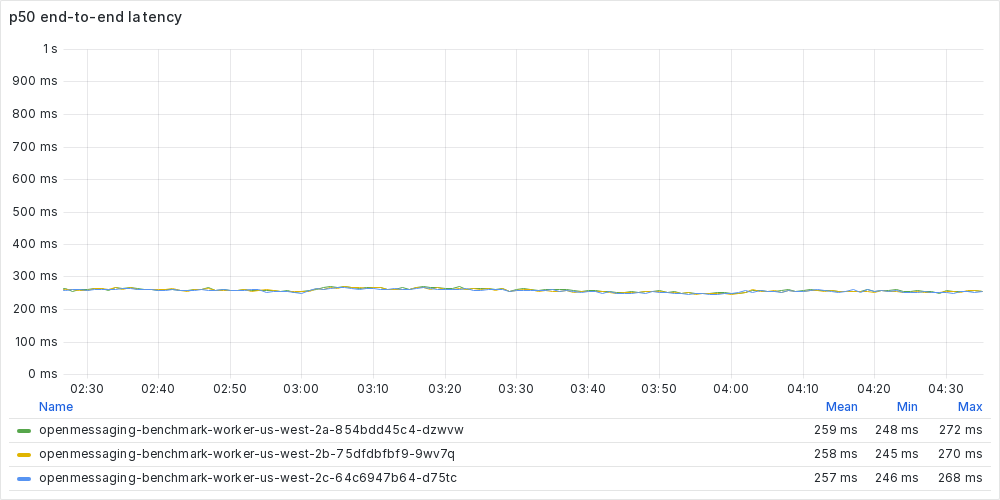 p50 end-to-end latency
1 s
900 ms
800 ms
700 ms
600 ms
500 ms
400 ms
300 ms
200 ms
100 ms
0 ms
02:30 02:40 02:50 03:00 03:10 03:20 03:30 03:40 03:50 04:00 04:10 04:20 04:30
Name Mean Min Max
openmessaging-benchmark-worker-us-west-2a-854bdd45c4-dzwvw 259 ms 248 ms 272 ms
openmessaging-benchmark-worker-us-west-2b-75dfdbfbf9-9wv7q 258 ms 245 ms 270 ms
openmessaging-benchmark-worker-us-west-2c-64c6947b64-d75tc 257 ms 246 ms 268 ms